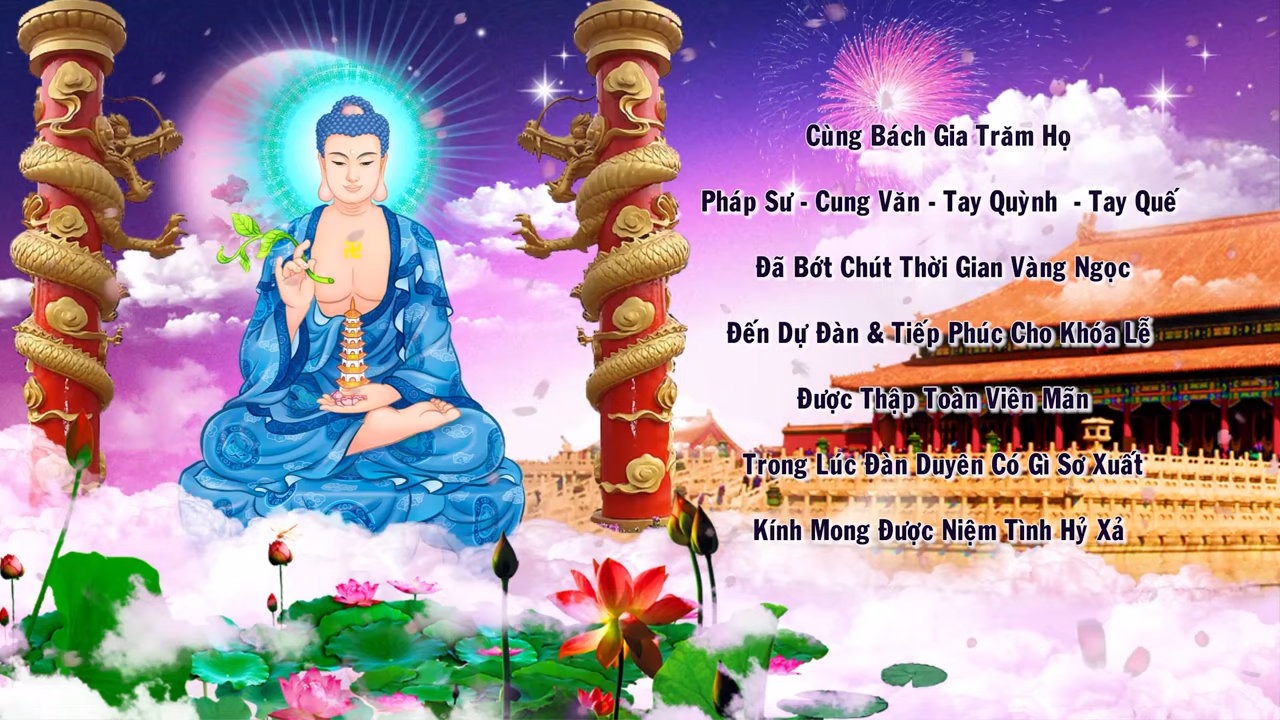 Cùng Bách Gia Trăm Họ
Pháp Sư - Cung Văn - Tay Quỳnh - Tay Quế
Đã Bớt Chút Thời Gian Vàng Ngọc
Đến Dự Đàn & Tiếp Phúc Cho Khóa Lễ
Được Thập Toàn Viên Mãn
Trong Lúc Đàn Duyên Có Gì Sơ Xuất
Kính Mong Được Niệm Tình Hỷ Xả